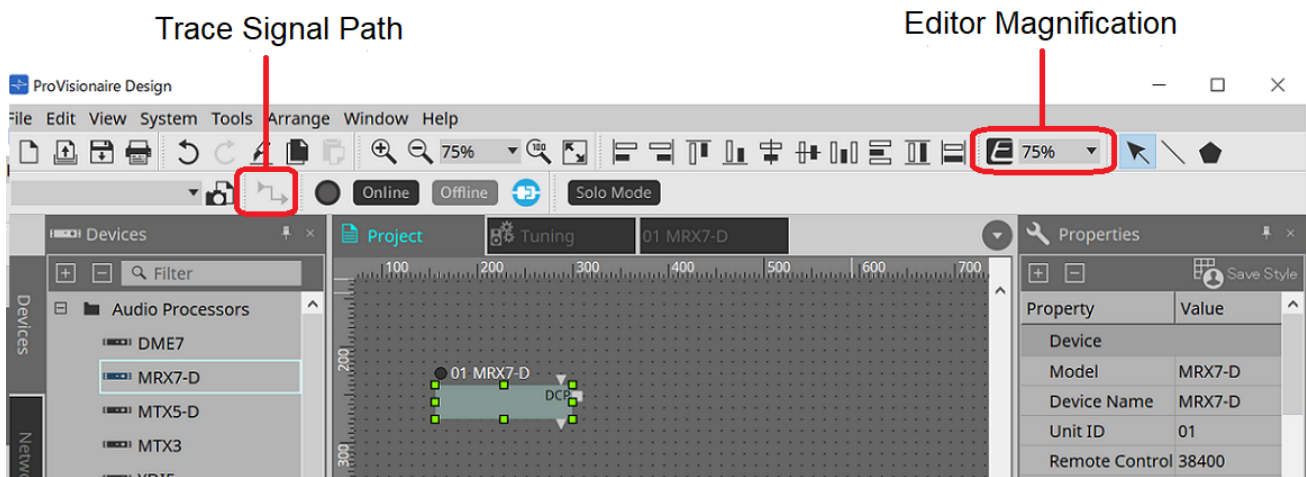 Trace Signal Path
Editor Magnification
ProVisionaire Design
File Edit View System Tools Arrange Window Help
75%
100
75%
Online
Offline
Solo Mode
Devices
Project
Tuning
01 MRX7-D
Properties
Filter
100 200 300 400 500 600 700
Save Style
Devices
Audio Processors
Property Value
DME7
Device
200
01 MRX7-D
MRX7-D
Model MRX7-D
DCP
Device Name MRX7-D
MTX5-D
Unit ID 01
MTX3
300
Remote Control 38400